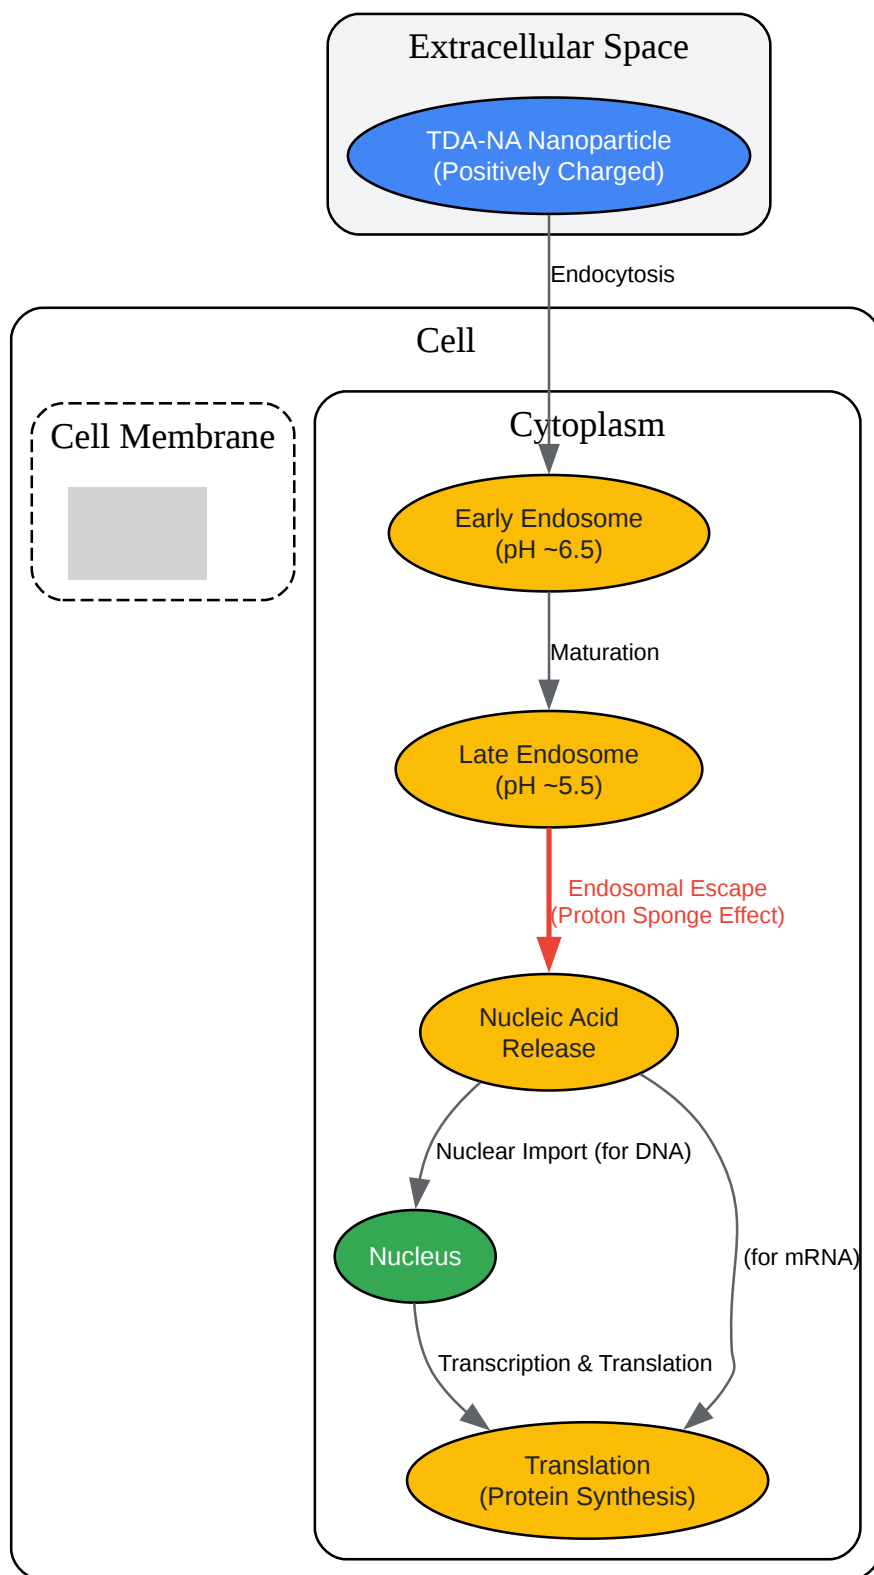 Extracellular Space
TDA-NA Nanoparticle
(Positively Charged)
Endocytosis
Cell
Cell Membrane
Cytoplasm
Early Endosome
(pH ~6.5)
Maturation
Late Endosome
(pH ~5.5)
Endosomal Escape
(Proton Sponge Effect)
Nucleic Acid
Release
Nuclear Import (for DNA)
Nucleus
(for mRNA)
Transcription & Translation
Translation
(Protein Synthesis)